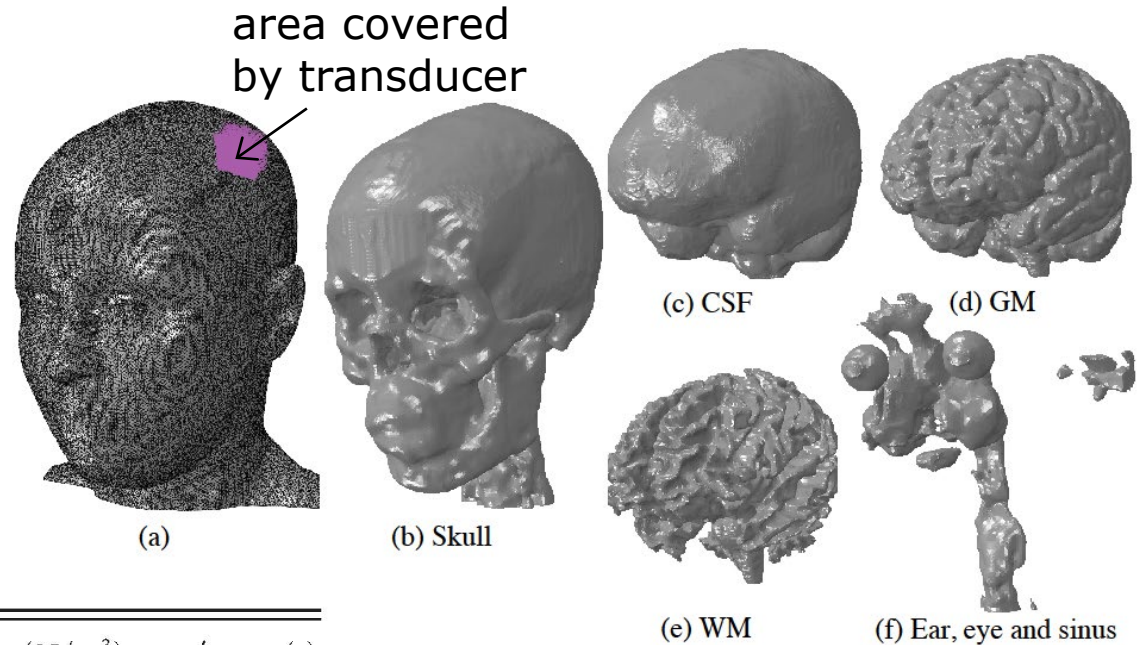 area covered
by transducer
(a)
(b) Skull
(c) CSF
(d) GM
(e) WM
(f) Ear, eye and sinus